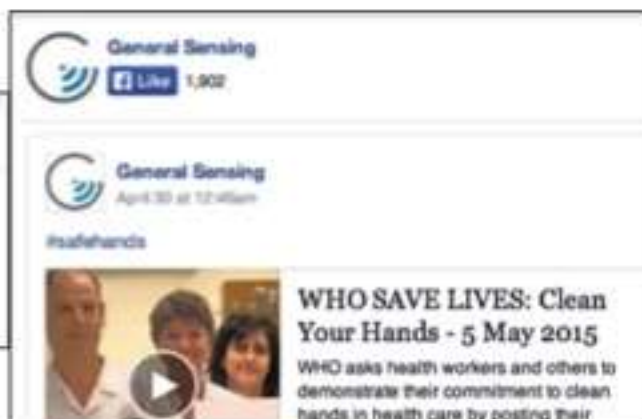 General Sensing
Like 1,902
General Sensing
April 30 at 12:46am
#safehands
WHO SAVE LIVES: Clean
Your Hands - 5 May 2015
WHO asks health workers and others to
demonstrate their commitment to clean
hands in health care by posting their